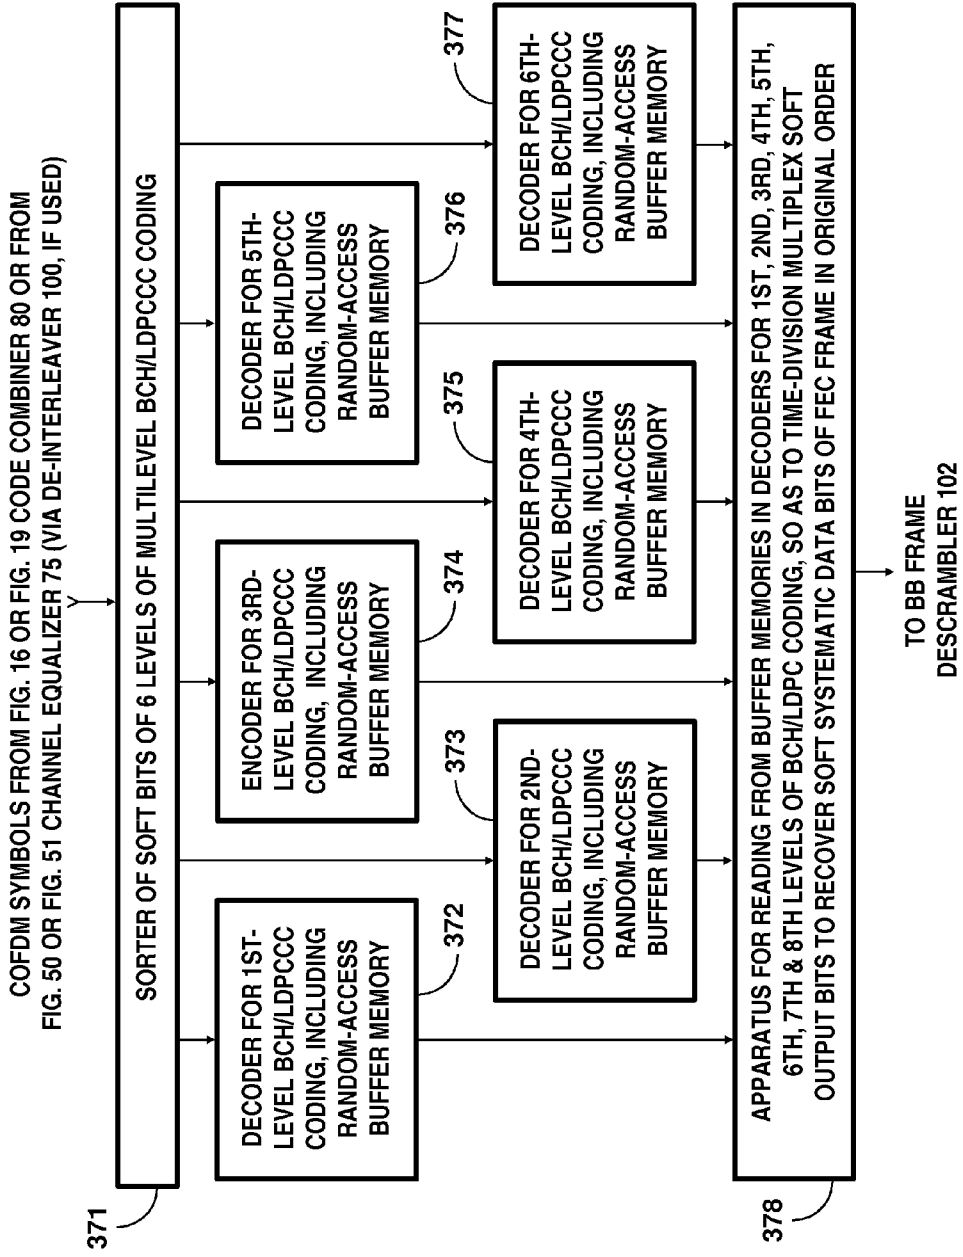 COFDM SYMBOLS FROM FIG. 16 OR FIG. 19 CODE COMBINER 80 OR FROM
FIG. 50 OR FIG. 51 CHANNEL EQUALIZER 75 (VIA DE-INTERLEAVER 100, IF USED)
371
SORTER OF SOFT BITS OF 6 LEVELS OF MULTILEVEL BCH/LDPCCC CODING
DECODER FOR 1ST-
LEVEL BCH/LDPCCC
CODING, INCLUDING
RANDOM-ACCESS
BUFFER MEMORY
372
ENCODER FOR 3RD-
LEVEL BCH/LDPCCC
CODING, INCLUDING
RANDOM-ACCESS
BUFFER MEMORY
374
DECODER FOR 5TH-
LEVEL BCH/LDPCCC
CODING, INCLUDING
RANDOM-ACCESS
BUFFER MEMORY
376
373
DECODER FOR 2ND-
LEVEL BCH/LDPCCC
CODING, INCLUDING
RANDOM-ACCESS
BUFFER MEMORY
375
DECODER FOR 4TH-
LEVEL BCH/LDPCCC
CODING, INCLUDING
RANDOM-ACCESS
BUFFER MEMORY
377
DECODER FOR 6TH-
LEVEL BCH/LDPCCC
CODING, INCLUDING
RANDOM-ACCESS
BUFFER MEMORY
378
APPARATUS FOR READING FROM BUFFER MEMORIES IN DECODERS FOR 1ST, 2ND, 3RD, 4TH, 5TH,
6TH, 7TH & 8TH LEVELS OF BCH/LDPC CODING, SO AS TO TIME-DIVISION MULTIPLEX SOFT
OUTPUT BITS TO RECOVER SOFT SYSTEMATIC DATA BITS OF FEC FRAME IN ORIGINAL ORDER
TO BB FRAME
DESCRAMBLER 102